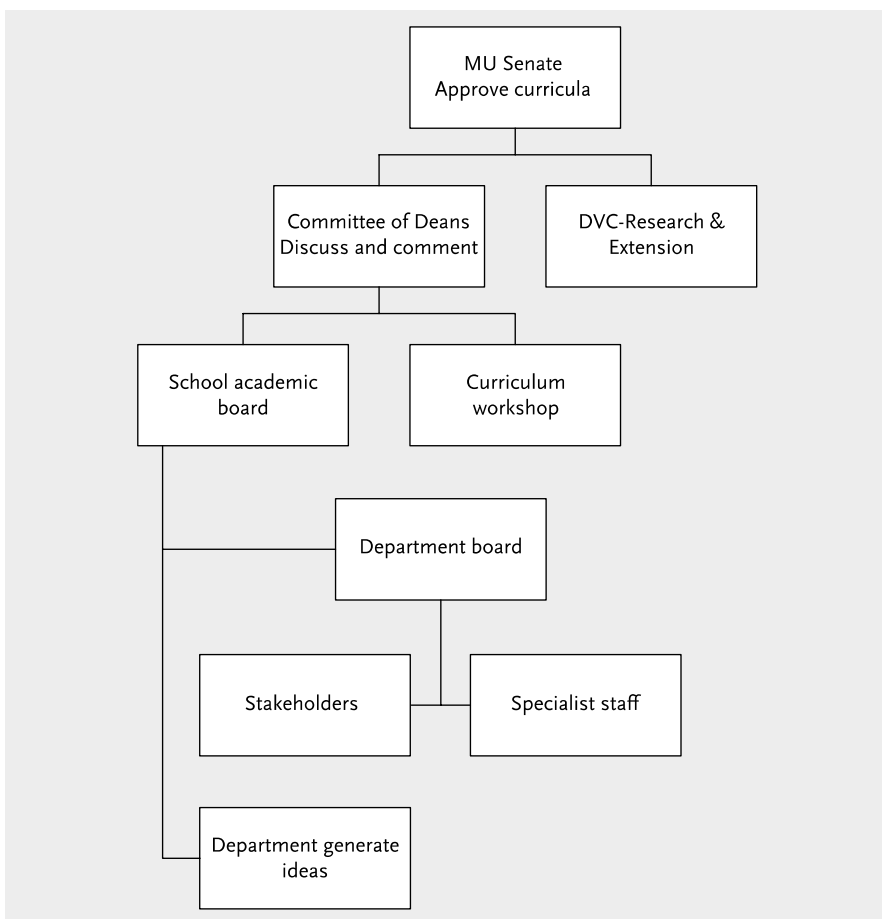 MU Senate
Approve curricula
Committee of Deans
Discuss and comment
DVC-Research &
Extension
School academic
board
Curriculum
workshop
Department board
Stakeholders
Specialist staff
Department generate
ideas